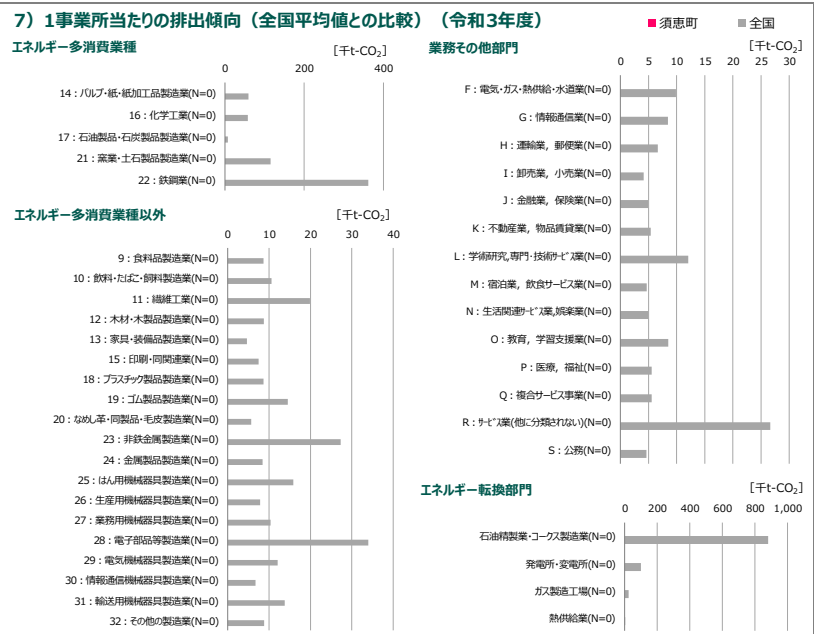 7）1事業所当たりの排出傾向（全国平均値との比較）（令和3年度）
■須恵町 ■全国
エネルギー多消費業種
[千t-CO₂]
0 200 400
14：パルプ・紙・紙加工品製造業(N=0)
16：化学工業(N=0)
17：石油製品・石炭製品製造業(N=0)
21：窯業・土石製品製造業(N=0)
22：鉄鋼業(N=0)
エネルギー多消費業種以外
[千t-CO₂]
0 10 20 30 40
9：食料品製造業(N=0)
10：飲料・たばこ・飼料製造業(N=0)
11：繊維工業(N=0)
12：木材・木製品製造業(N=0)
13：家具・装備品製造業(N=0)
15：印刷・同関連業(N=0)
18：プラスチック製品製造業(N=0)
19：ゴム製品製造業(N=0)
20：なめし革・同製品・毛皮製造業(N=0)
23：非鉄金属製造業(N=0)
24：金属製品製造業(N=0)
25：はん用機械器具製造業(N=0)
26：生産用機械器具製造業(N=0)
27：業務用機械器具製造業(N=0)
28：電子部品等製造業(N=0)
29：電気機械器具製造業(N=0)
30：情報通信機械器具製造業(N=0)
31：輸送用機械器具製造業(N=0)
32：その他の製造業(N=0)
業務その他部門
[千t-CO₂]
0 5 10 15 20 25 30
F：電気・ガス・熱供給・水道業(N=0)
G：情報通信業(N=0)
H：運輸業，郵便業(N=0)
I：卸売業，小売業(N=0)
J：金融業，保険業(N=0)
K：不動産業，物品賃貸業(N=0)
L：学術研究,専門・技術ｻｰﾋﾞｽ業(N=0)
M：宿泊業，飲食サービス業(N=0)
N：生活関連ｻｰﾋﾞｽ業,娯楽業(N=0)
O：教育，学習支援業(N=0)
P：医療，福祉(N=0)
Q：複合サービス事業(N=0)
R：ｻｰﾋﾞｽ業(他に分類されない)(N=0)
S：公務(N=0)
エネルギー転換部門
[千t-CO₂]
0 200 400 600 800 1,000
石油精製業・コークス製造業(N=0)
発電所・変電所(N=0)
ガス製造工場(N=0)
熱供給業(N=0)